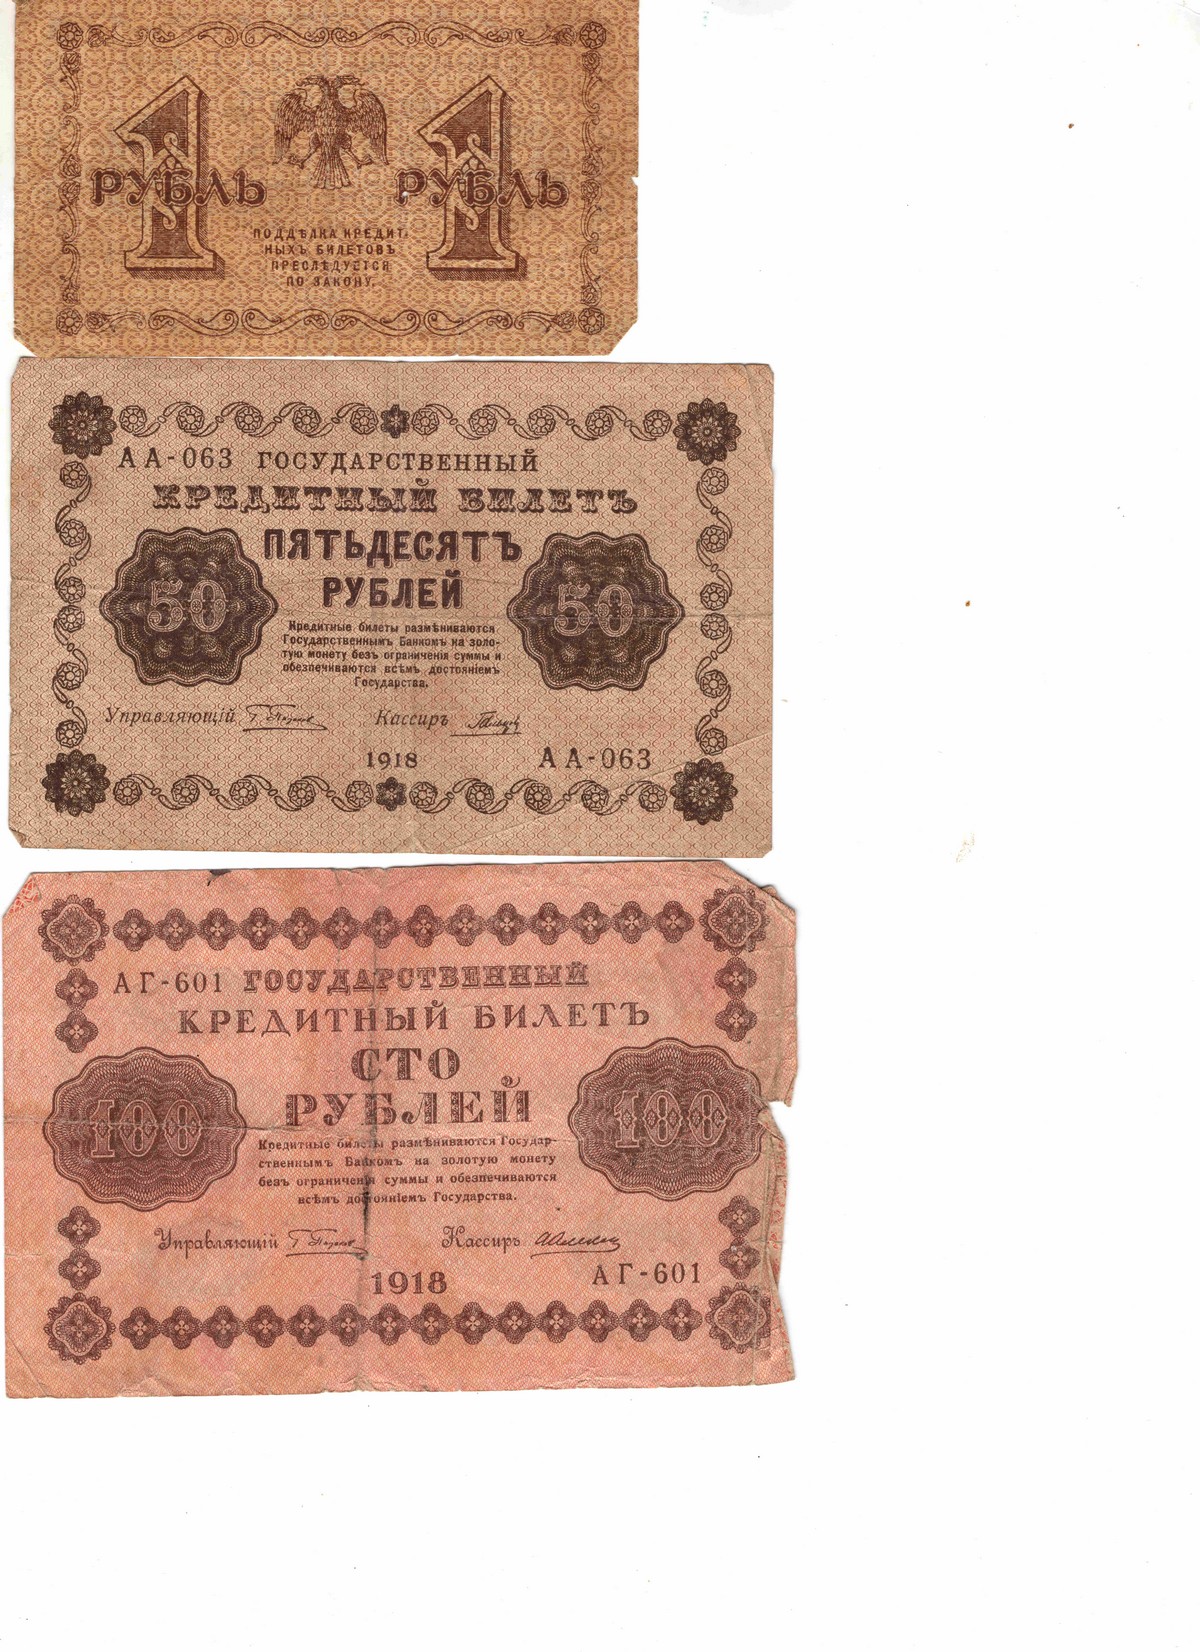 1 1
РУБЛЬ РУБЛЬ
ПОДДѢЛКА КРЕДИТ
НЫХЪ БИЛЕТОВЪ
ПРЕСЛѢДУЕТСЯ
ПО ЗАКОНУ.
АА-063 ГОСУДАРСТВЕННЫЙ
КРЕДИТНЫЙ БИЛЕТЪ
ПЯТЬДЕСЯТЪ
РУБЛЕЙ
50 50
Кредитные билеты размѣниваются
Государственнымъ Банкомъ на золо-
тую монету безъ ограниченія суммы и
обезпечиваются всѣмъ достояніемъ
Государства.
Управляющій Кассиръ
1918 АА-063
АГ-601 ГОСУДАРСТВЕННЫЙ
КРЕДИТНЫЙ БИЛЕТЪ
СТО
РУБЛЕЙ
100 100
Кредитные билеты размѣниваются Государ-
ственнымъ Банкомъ на золотую монету
безъ ограниченія суммы и обезпечиваются
всѣмъ достояніемъ Государства.
Управляющій Кассиръ
1918 АГ-601